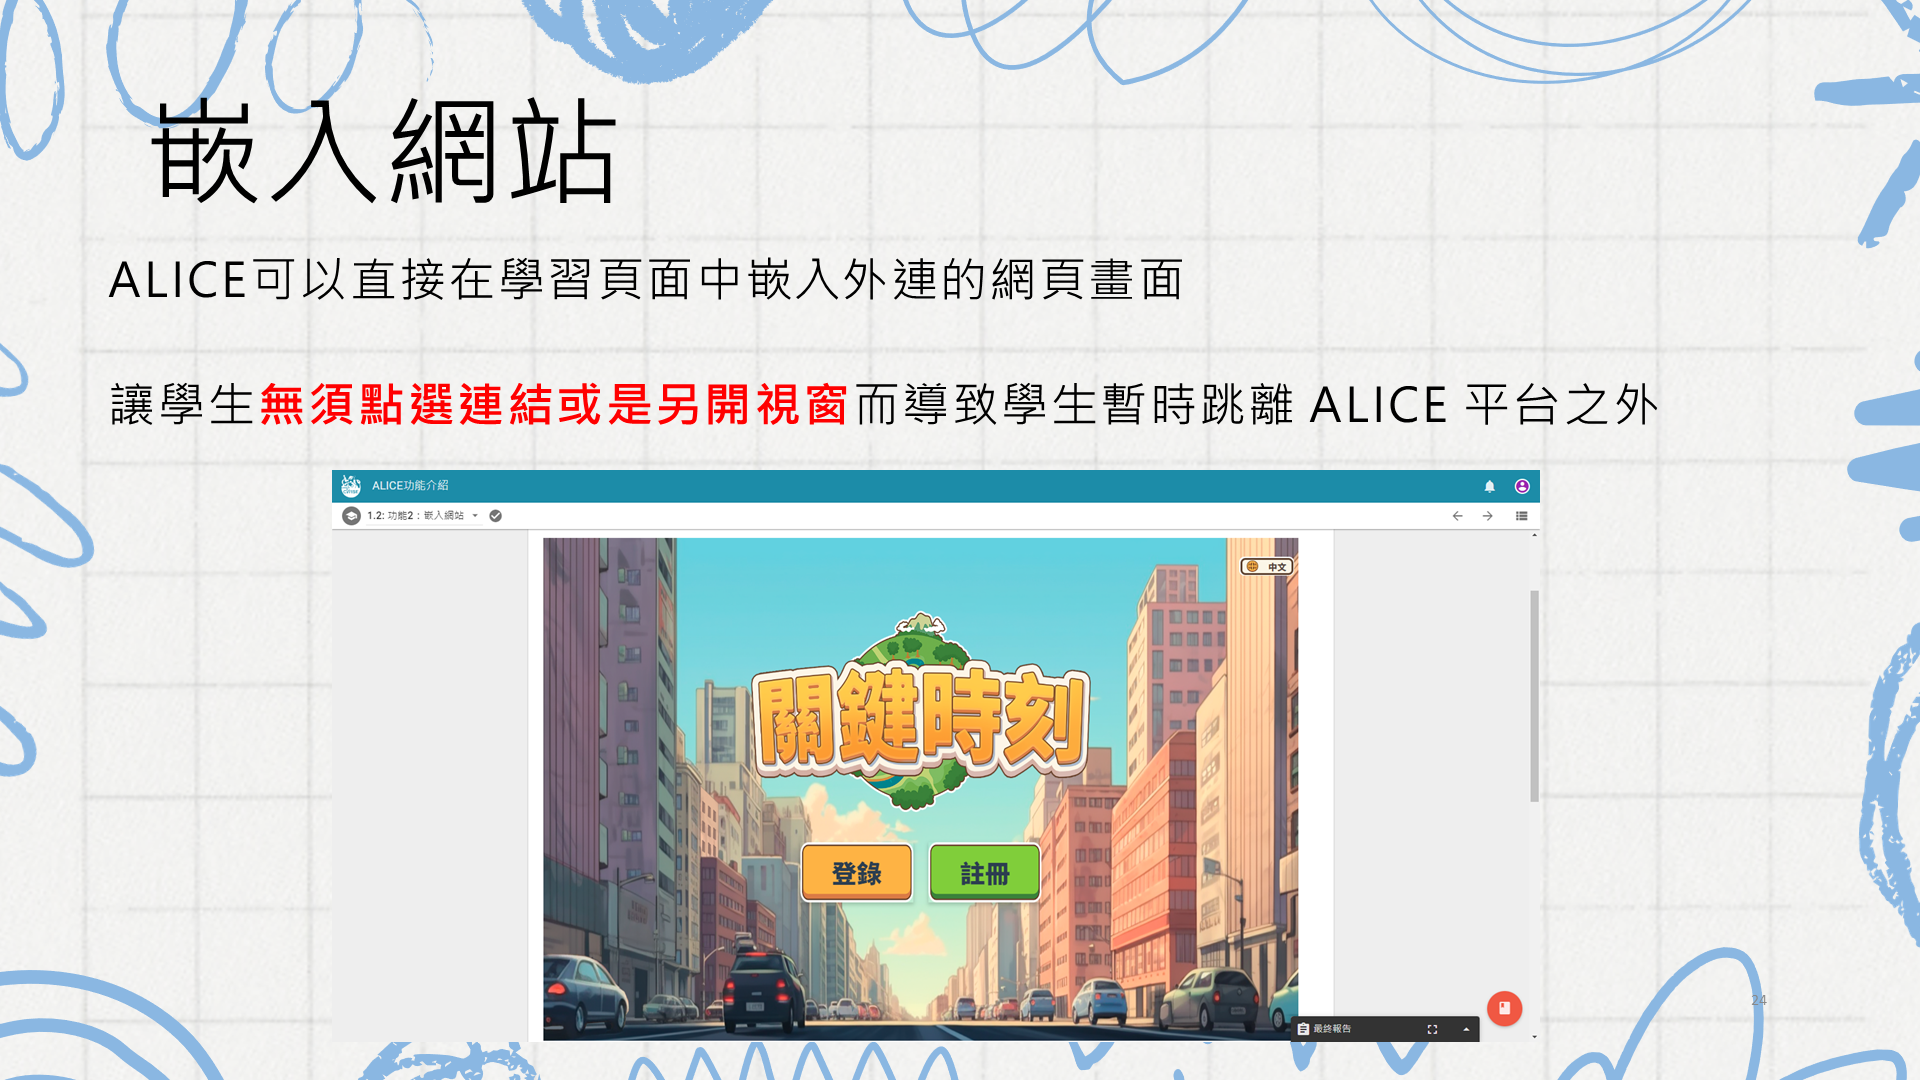 嵌入網站
ALICE可以直接在學習頁面中嵌入外連的網頁畫面
讓學生無須點選連結或是另開視窗而導致學生暫時跳離 ALICE 平台之外
ALICE功能介紹
1.2: 功能2：嵌入網站
中文
關鍵時刻
登錄
註冊
24
最終報告